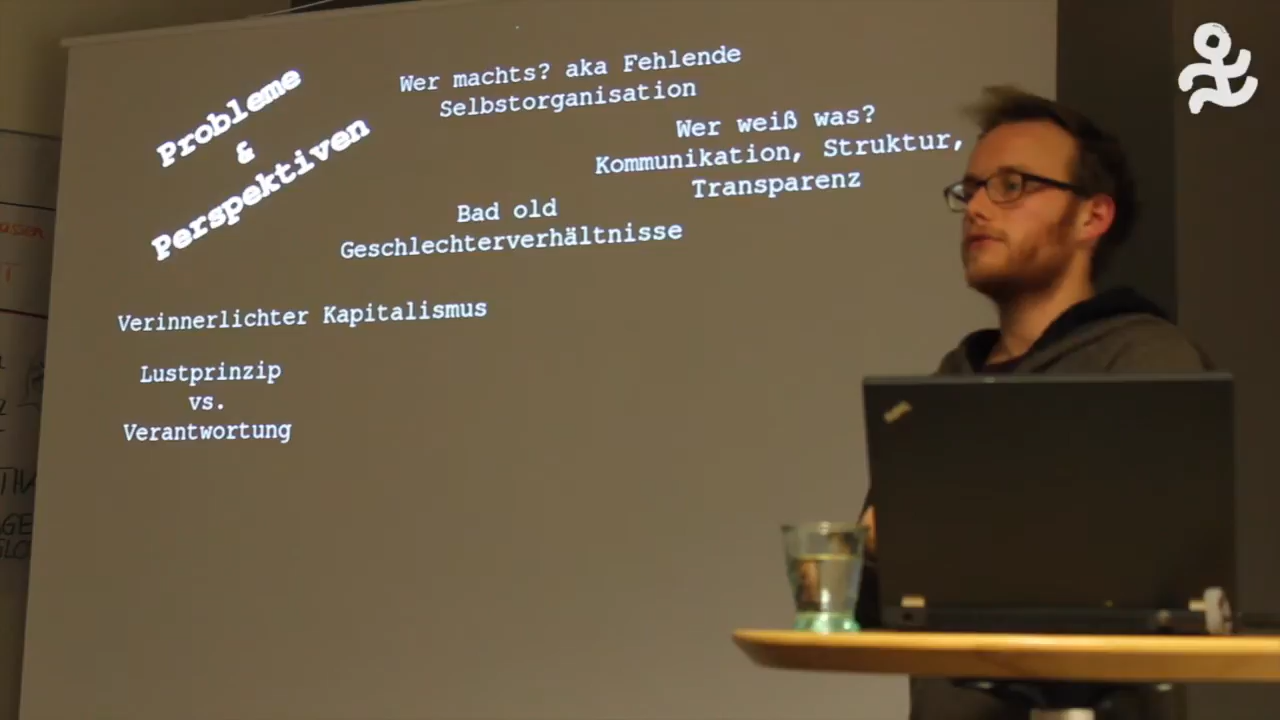 Probleme
&
Perspektiven
Wer machts? aka Fehlende
Selbstorganisation
Wer weiß was?
Kommunikation, Struktur,
Transparenz
Bad old
Geschlechterverhältnisse
Verinnerlichter Kapitalismus
Lustprinzip
vs.
Verantwortung